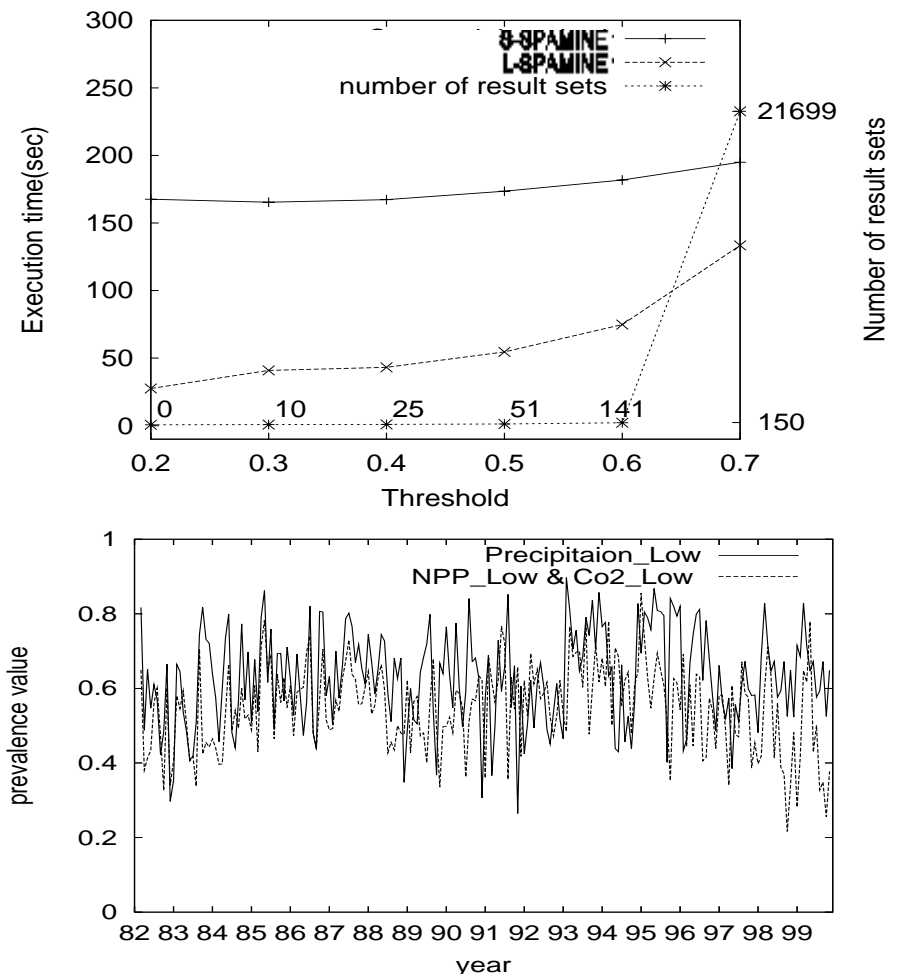 300
250
200
150
100
50
0
Execution time(sec)
S-SPAMINE
L-SPAMINE
number of result sets
21699
150
Number of result sets
0 10 25 51 141
0.2 0.3 0.4 0.5 0.6 0.7
Threshold
1
0.8
0.6
0.4
0.2
0
prevalence value
Precipitaion_Low
NPP_Low & Co2_Low
82 83 84 85 86 87 88 89 90 91 92 93 94 95 96 97 98 99
year